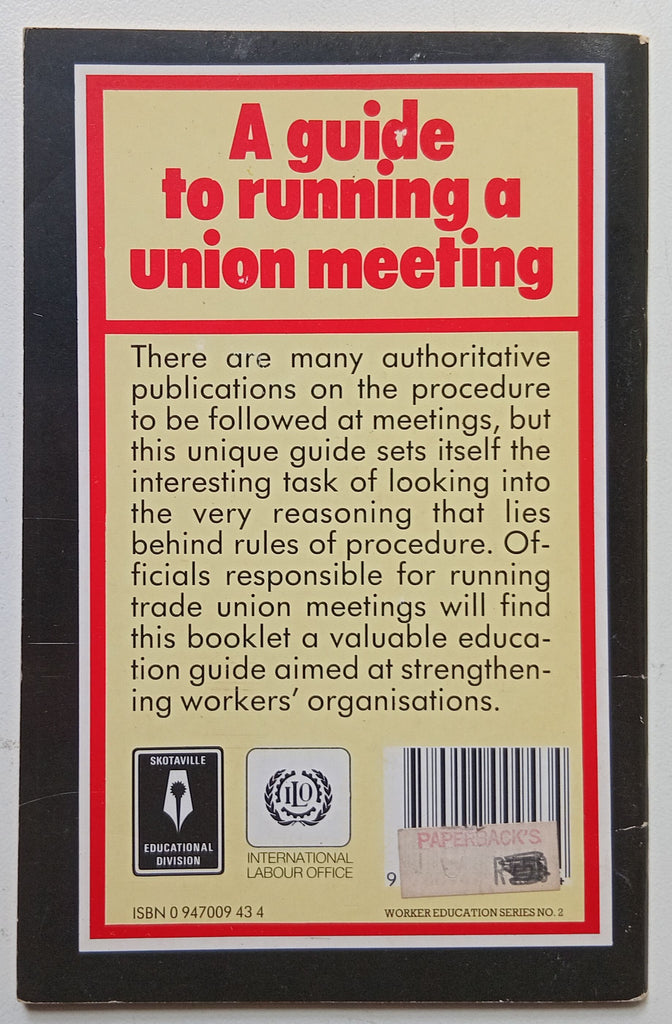 A guide
to running a
union meeting
There are many authoritative
publications on the procedure
to be followed at meetings, but
this unique guide sets itself the
interesting task of looking into
the very reasoning that lies
behind rules of procedure. Of-
ficials responsible for running
trade union meetings will find
this booklet a valuable educa-
tion guide aimed at strengthen-
ing workers' organisations.
SKOTAVILLE
EDUCATIONAL
DIVISION
ILO
INTERNATIONAL
LABOUR OFFICE
PAPERBACK'S
9
ISBN 0 947009 43 4
WORKER EDUCATION SERIES NO. 2